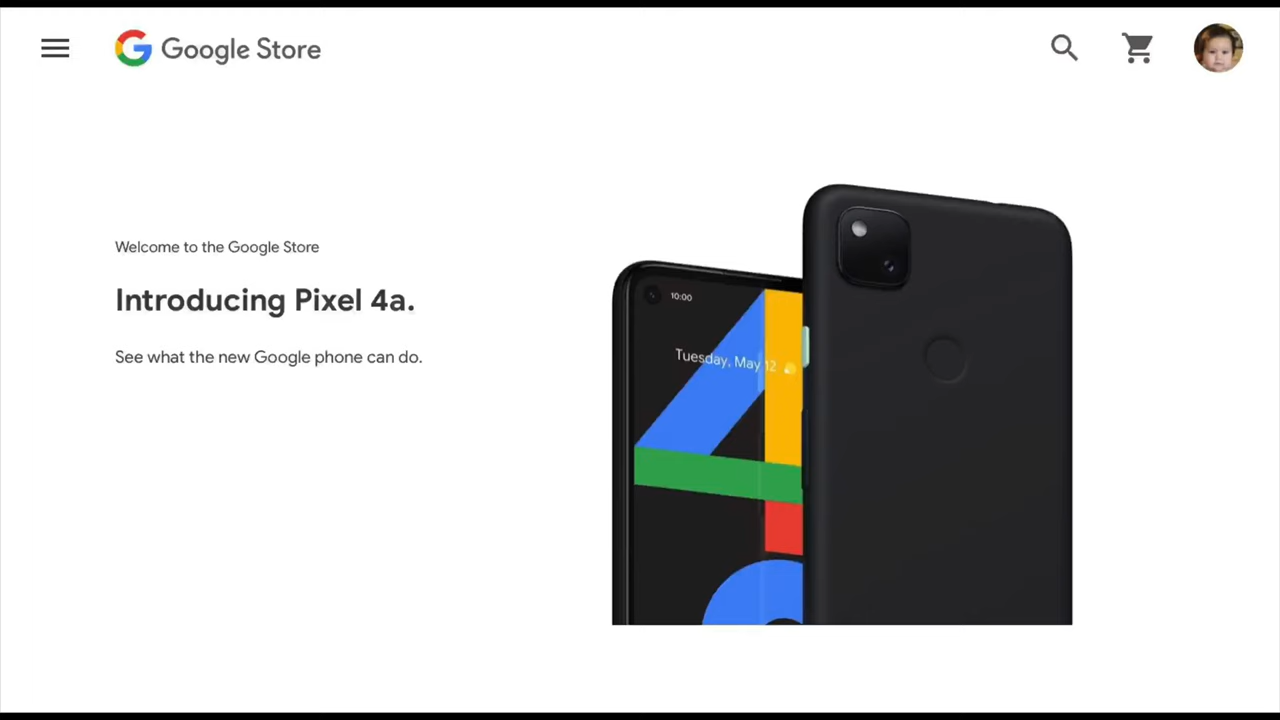 Google Store
Welcome to the Google Store
Introducing Pixel 4a.
See what the new Google phone can do.
10:00
Tuesday, May 12